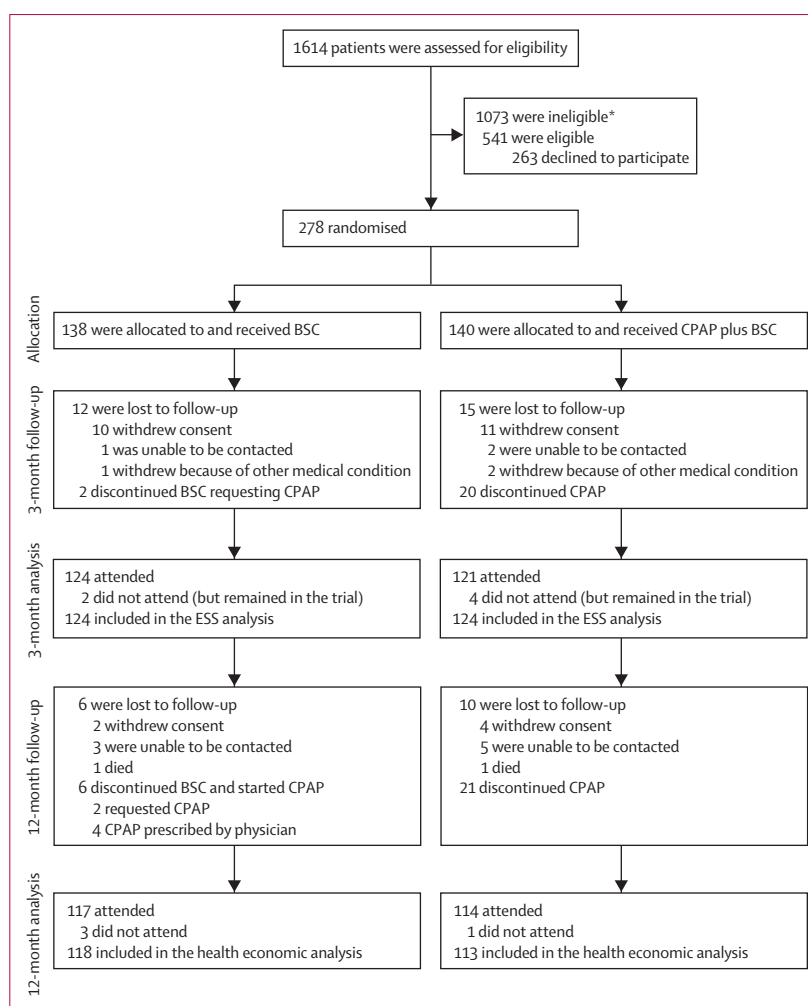 1614 patients were assessed for eligibility
1073 were ineligible*
541 were eligible
263 declined to participate
278 randomised
Allocation
138 were allocated to and received BSC
140 were allocated to and received CPAP plus BSC
3-month follow-up
12 were lost to follow-up
10 withdrew consent
1 was unable to be contacted
1 withdrew because of other medical condition
2 discontinued BSC requesting CPAP
15 were lost to follow-up
11 withdrew consent
2 were unable to be contacted
2 withdrew because of other medical condition
20 discontinued CPAP
3-month analysis
124 attended
2 did not attend (but remained in the trial)
124 included in the ESS analysis
121 attended
4 did not attend (but remained in the trial)
124 included in the ESS analysis
12-month follow-up
6 were lost to follow-up
2 withdrew consent
3 were unable to be contacted
1 died
6 discontinued BSC and started CPAP
2 requested CPAP
4 CPAP prescribed by physician
10 were lost to follow-up
4 withdrew consent
5 were unable to be contacted
1 died
21 discontinued CPAP
12-month analysis
117 attended
3 did not attend
118 included in the health economic analysis
114 attended
1 did not attend
113 included in the health economic analysis